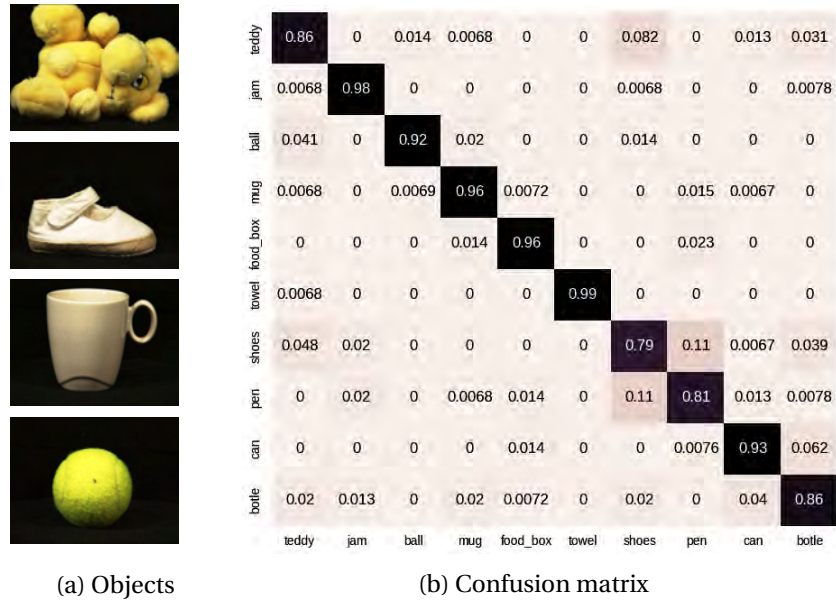 teddy 0.86 0 0.014 0.0068 0 0 0.082 0 0.013 0.031
jam 0.0068 0.98 0 0 0 0 0.0068 0 0 0.0078
ball 0.041 0 0.92 0.02 0 0 0.014 0 0 0
mug 0.0068 0 0.0069 0.96 0.0072 0 0 0.015 0.0067 0
food_box 0 0 0 0.014 0.96 0 0 0.023 0 0
towel 0.0068 0 0 0 0 0.99 0 0 0 0
shoes 0.048 0.02 0 0 0 0 0.79 0.11 0.0067 0.039
pen 0 0.02 0 0.0068 0.014 0 0.11 0.81 0.013 0.0078
can 0 0 0 0 0.014 0 0 0.0076 0.93 0.062
botle 0.02 0.013 0 0.02 0.0072 0 0.02 0 0.04 0.86
teddy jam ball mug food_box towel shoes pen can botle
(a) Objects
(b) Confusion matrix